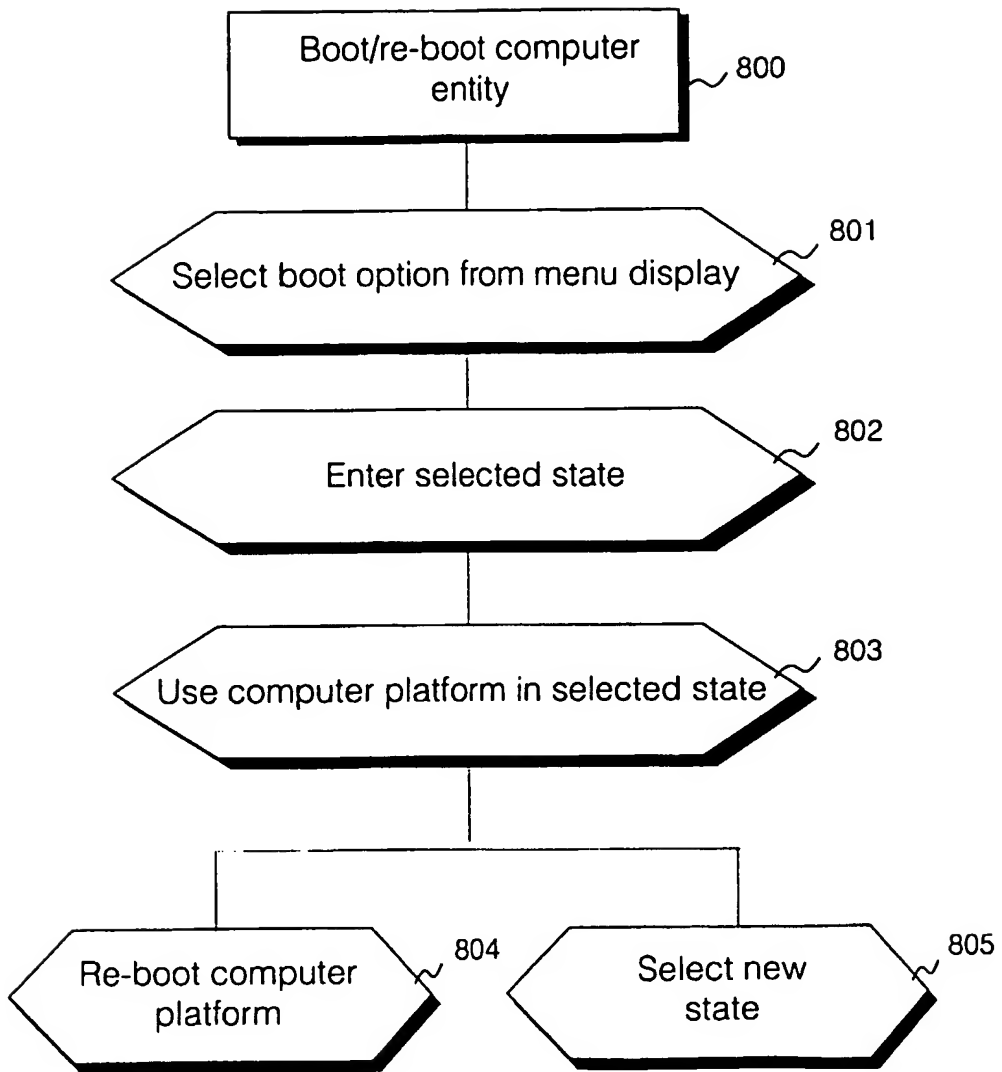 Boot/re-boot computer
entity
800
801
Select boot option from menu display
802
Enter selected state
803
Use computer platform in selected state
804
Re-boot computer
platform
805
Select new
state